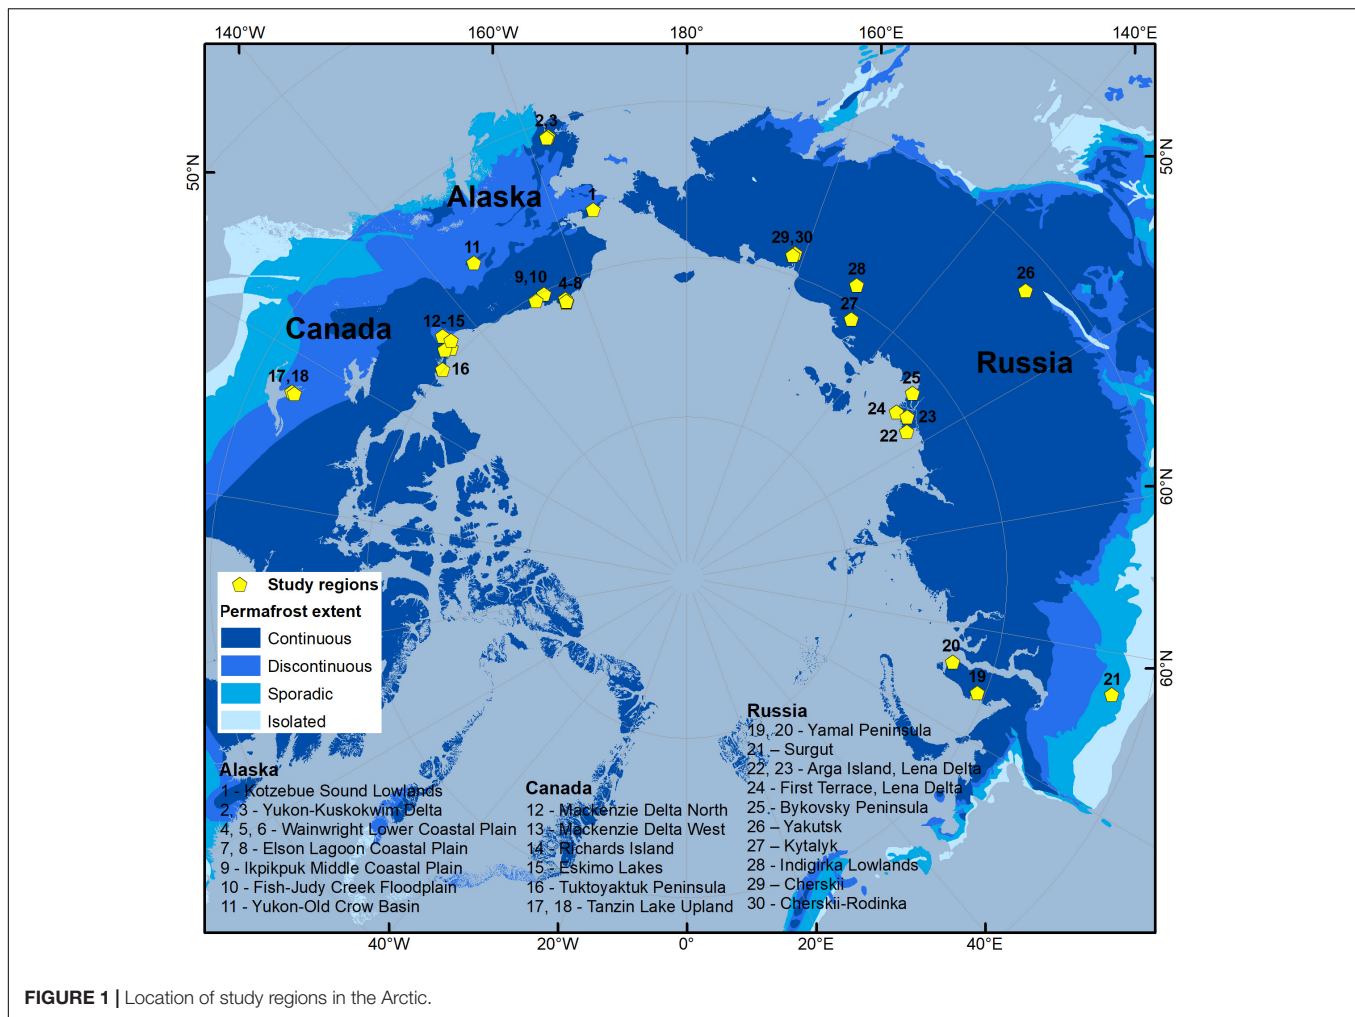 140°W 160°W 180° 160°E 140°E
50°N
50°N
60°N
60°N
2,3
Alaska
1
11
29,30
28
26
9,10
4-8
27
Canada
12-15
Russia
16
17,18
25
24
23
22
20
19
21
Study regions
Permafrost extent
Continuous
Discontinuous
Sporadic
Isolated
Alaska
1 - Kotzebue Sound Lowlands
2, 3 - Yukon-Kuskokwim Delta
4, 5, 6 - Wainwright Lower Coastal Plain
7, 8 - Elson Lagoon Coastal Plain
9 - Ikpikpuk Middle Coastal Plain
10 - Fish-Judy Creek Floodplain
11 - Yukon-Old Crow Basin
Canada
12 - Mackenzie Delta North
13 - Mackenzie Delta West
14 - Richards Island
15 - Eskimo Lakes
16 - Tuktoyaktuk Peninsula
17, 18 - Tanzin Lake Upland
Russia
19, 20 - Yamal Peninsula
21 – Surgut
22, 23 - Arga Island, Lena Delta
24 - First Terrace, Lena Delta
25 - Bykovsky Peninsula
26 – Yakutsk
27 – Kytalyk
28 - Indigirka Lowlands
29 – Cherskii
30 - Cherskii-Rodinka
40°W 20°W 0° 20°E 40°E
FIGURE 1 | Location of study regions in the Arctic.